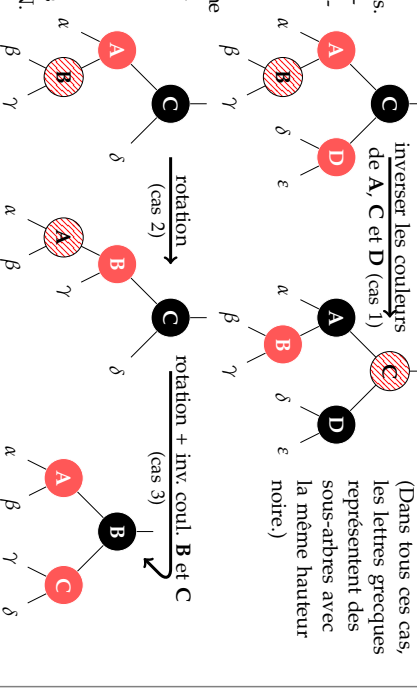 s.
-
-
ne
N.
inverser les couleurs
de A, C et D (cas 1)
C
A
D
B
α
β
γ
δ
ε
C
A
D
B
α
β
γ
δ
ε
(Dans tous ces cas,
les lettres grecques
représentent des
sous-arbres avec
la même hauteur
noire.)
rotation
(cas 2)
C
A
B
α
β
γ
δ
C
B
A
α
β
γ
δ
rotation + inv. coul. B et C
(cas 3)
B
A
C
α
β
γ
δ